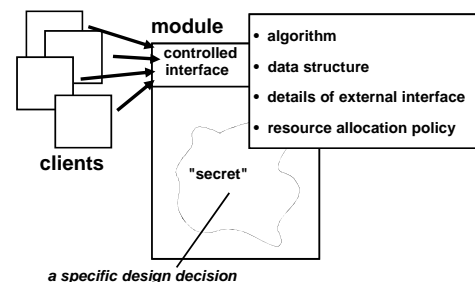 module
controlled
interface
• algorithm
• data structure
• details of external interface
• resource allocation policy
clients
"secret"
a specific design decision